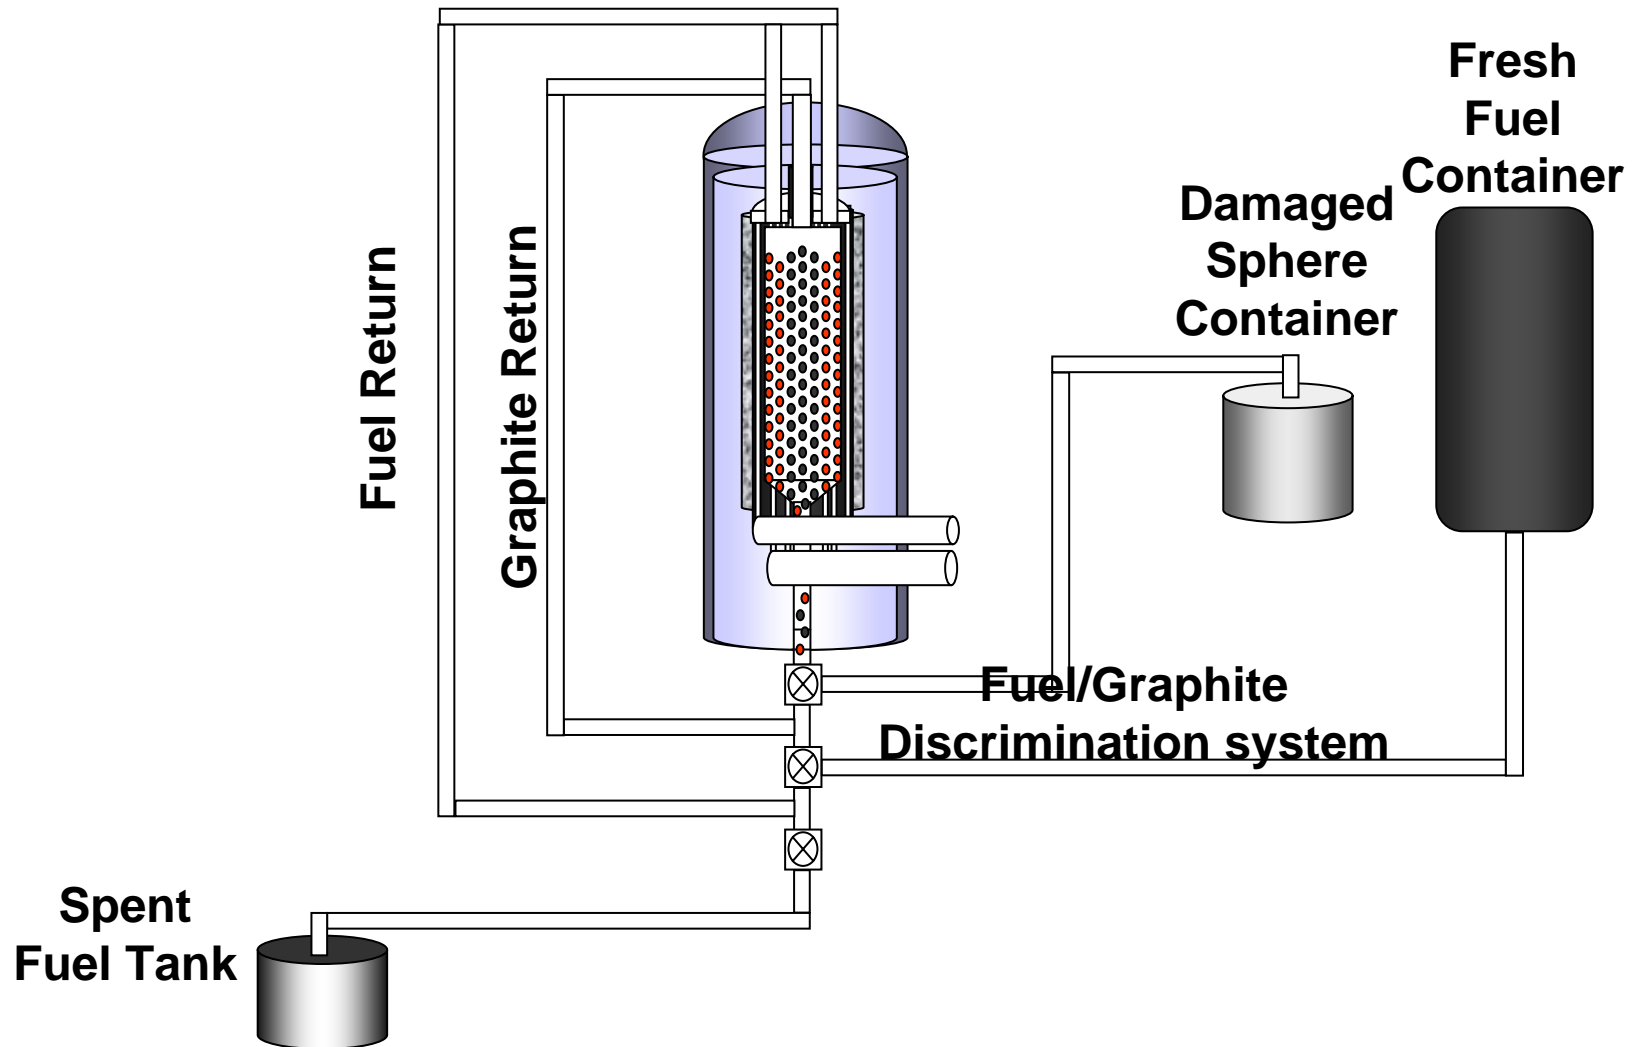 Fresh
Fuel
Container
Damaged
Sphere
Container
Fuel Return
Graphite Return
Fuel/Graphite
Discrimination system
Spent
Fuel Tank